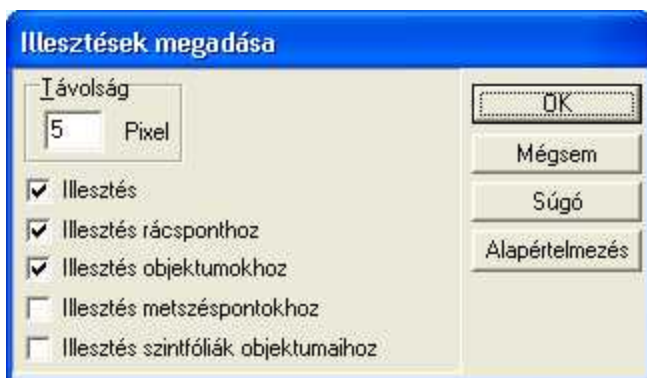 Illesztések megadása
Távolság
5 Pixel
Illesztés
Illesztés rácsponthoz
Illesztés objektumokhoz
Illesztés metszéspontokhoz
Illesztés szintfóliák objektumaihoz
OK
Mégsem
Súgó
Alapértelmezés